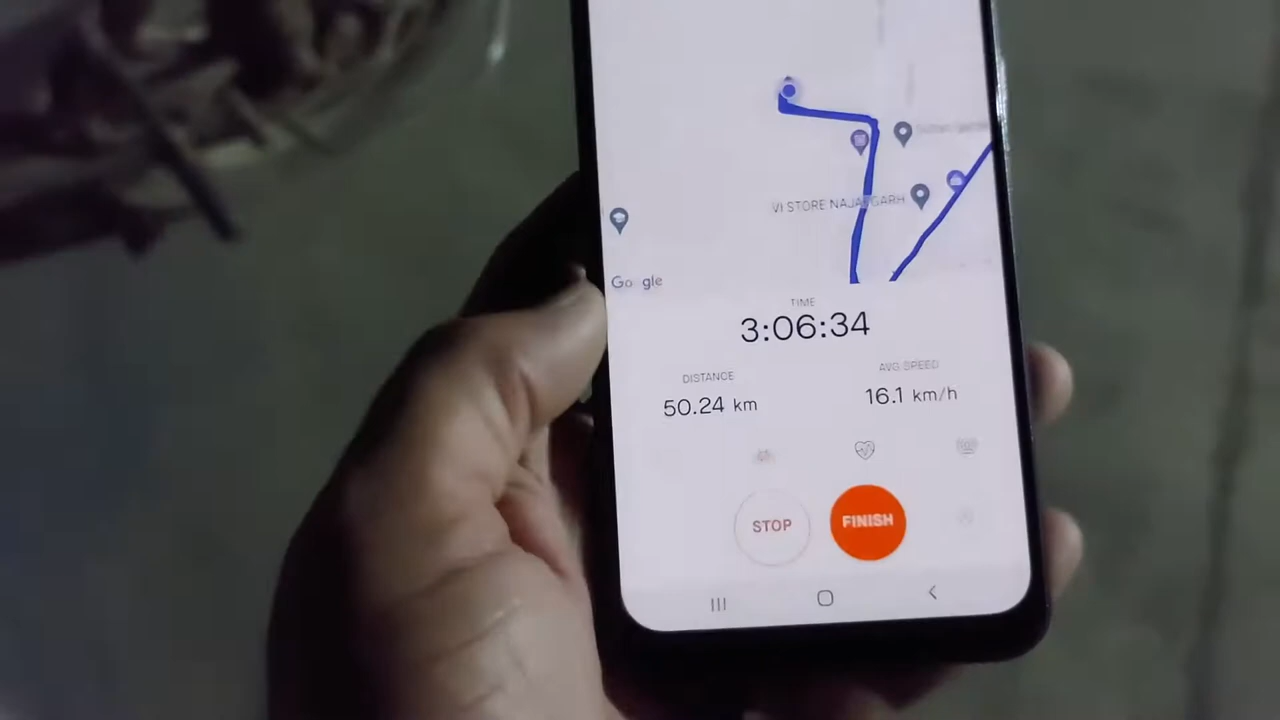 VI STORE NAJAFGARH
Google
TIME
3:06:34
DISTANCE
AVG SPEED
50.24 km
16.1 km/h
STOP
FINISH